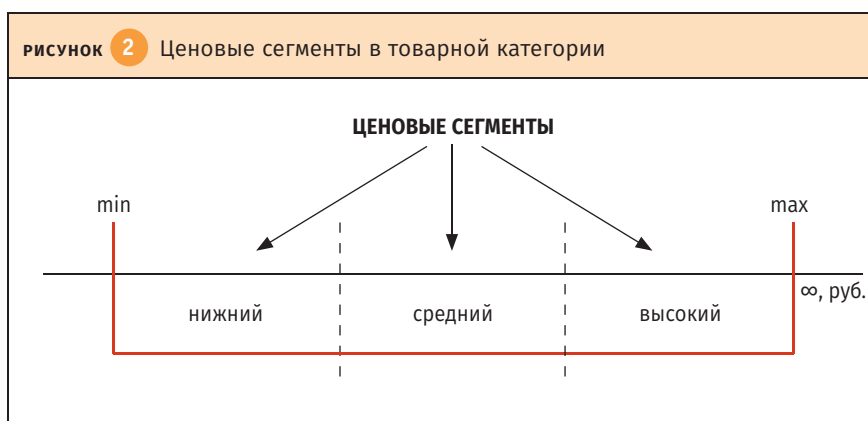 РИСУНОК 2 Ценовые сегменты в товарной категории
ЦЕНОВЫЕ СЕГМЕНТЫ
min max
∞, руб.
нижний средний высокий